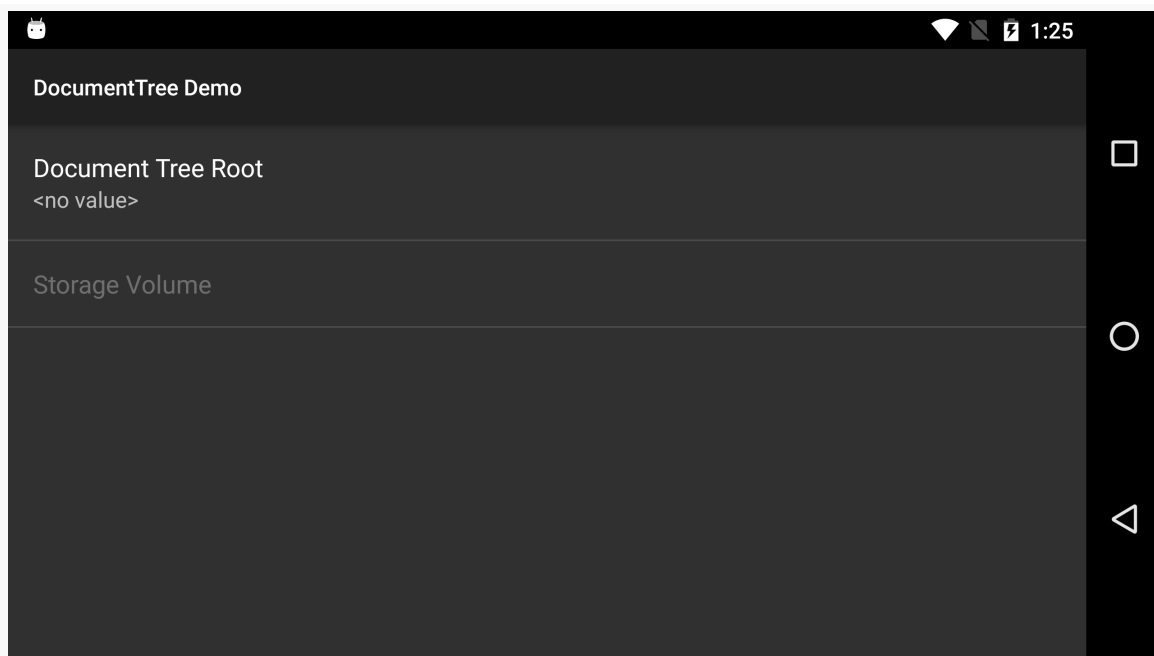 1:25
DocumentTree Demo
Document Tree Root
<no value>
Storage Volume